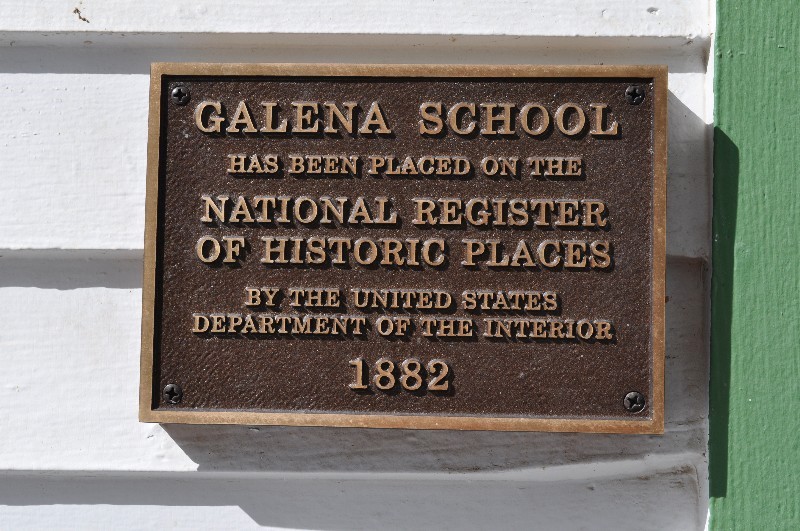 GALENA SCHOOL
HAS BEEN PLACED ON THE
NATIONAL REGISTER
OF HISTORIC PLACES
BY THE UNITED STATES
DEPARTMENT OF THE INTERIOR
1882